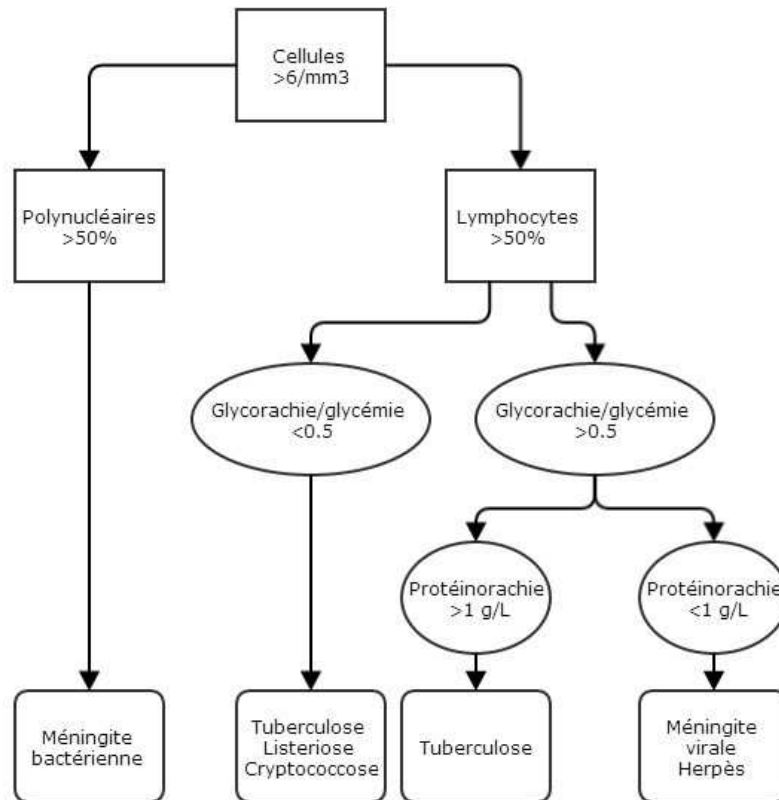 Cellules
>6/mm3
Polynucléaires
>50%
Lymphocytes
>50%
Glycorachie/glycémie
<0.5
Glycorachie/glycémie
>0.5
Protéinorachie
>1 g/L
Protéinorachie
<1 g/L
Méningite
bactérienne
Tuberculose
Listeriose
Cryptococcose
Tuberculose
Méningite
virale
Herpès